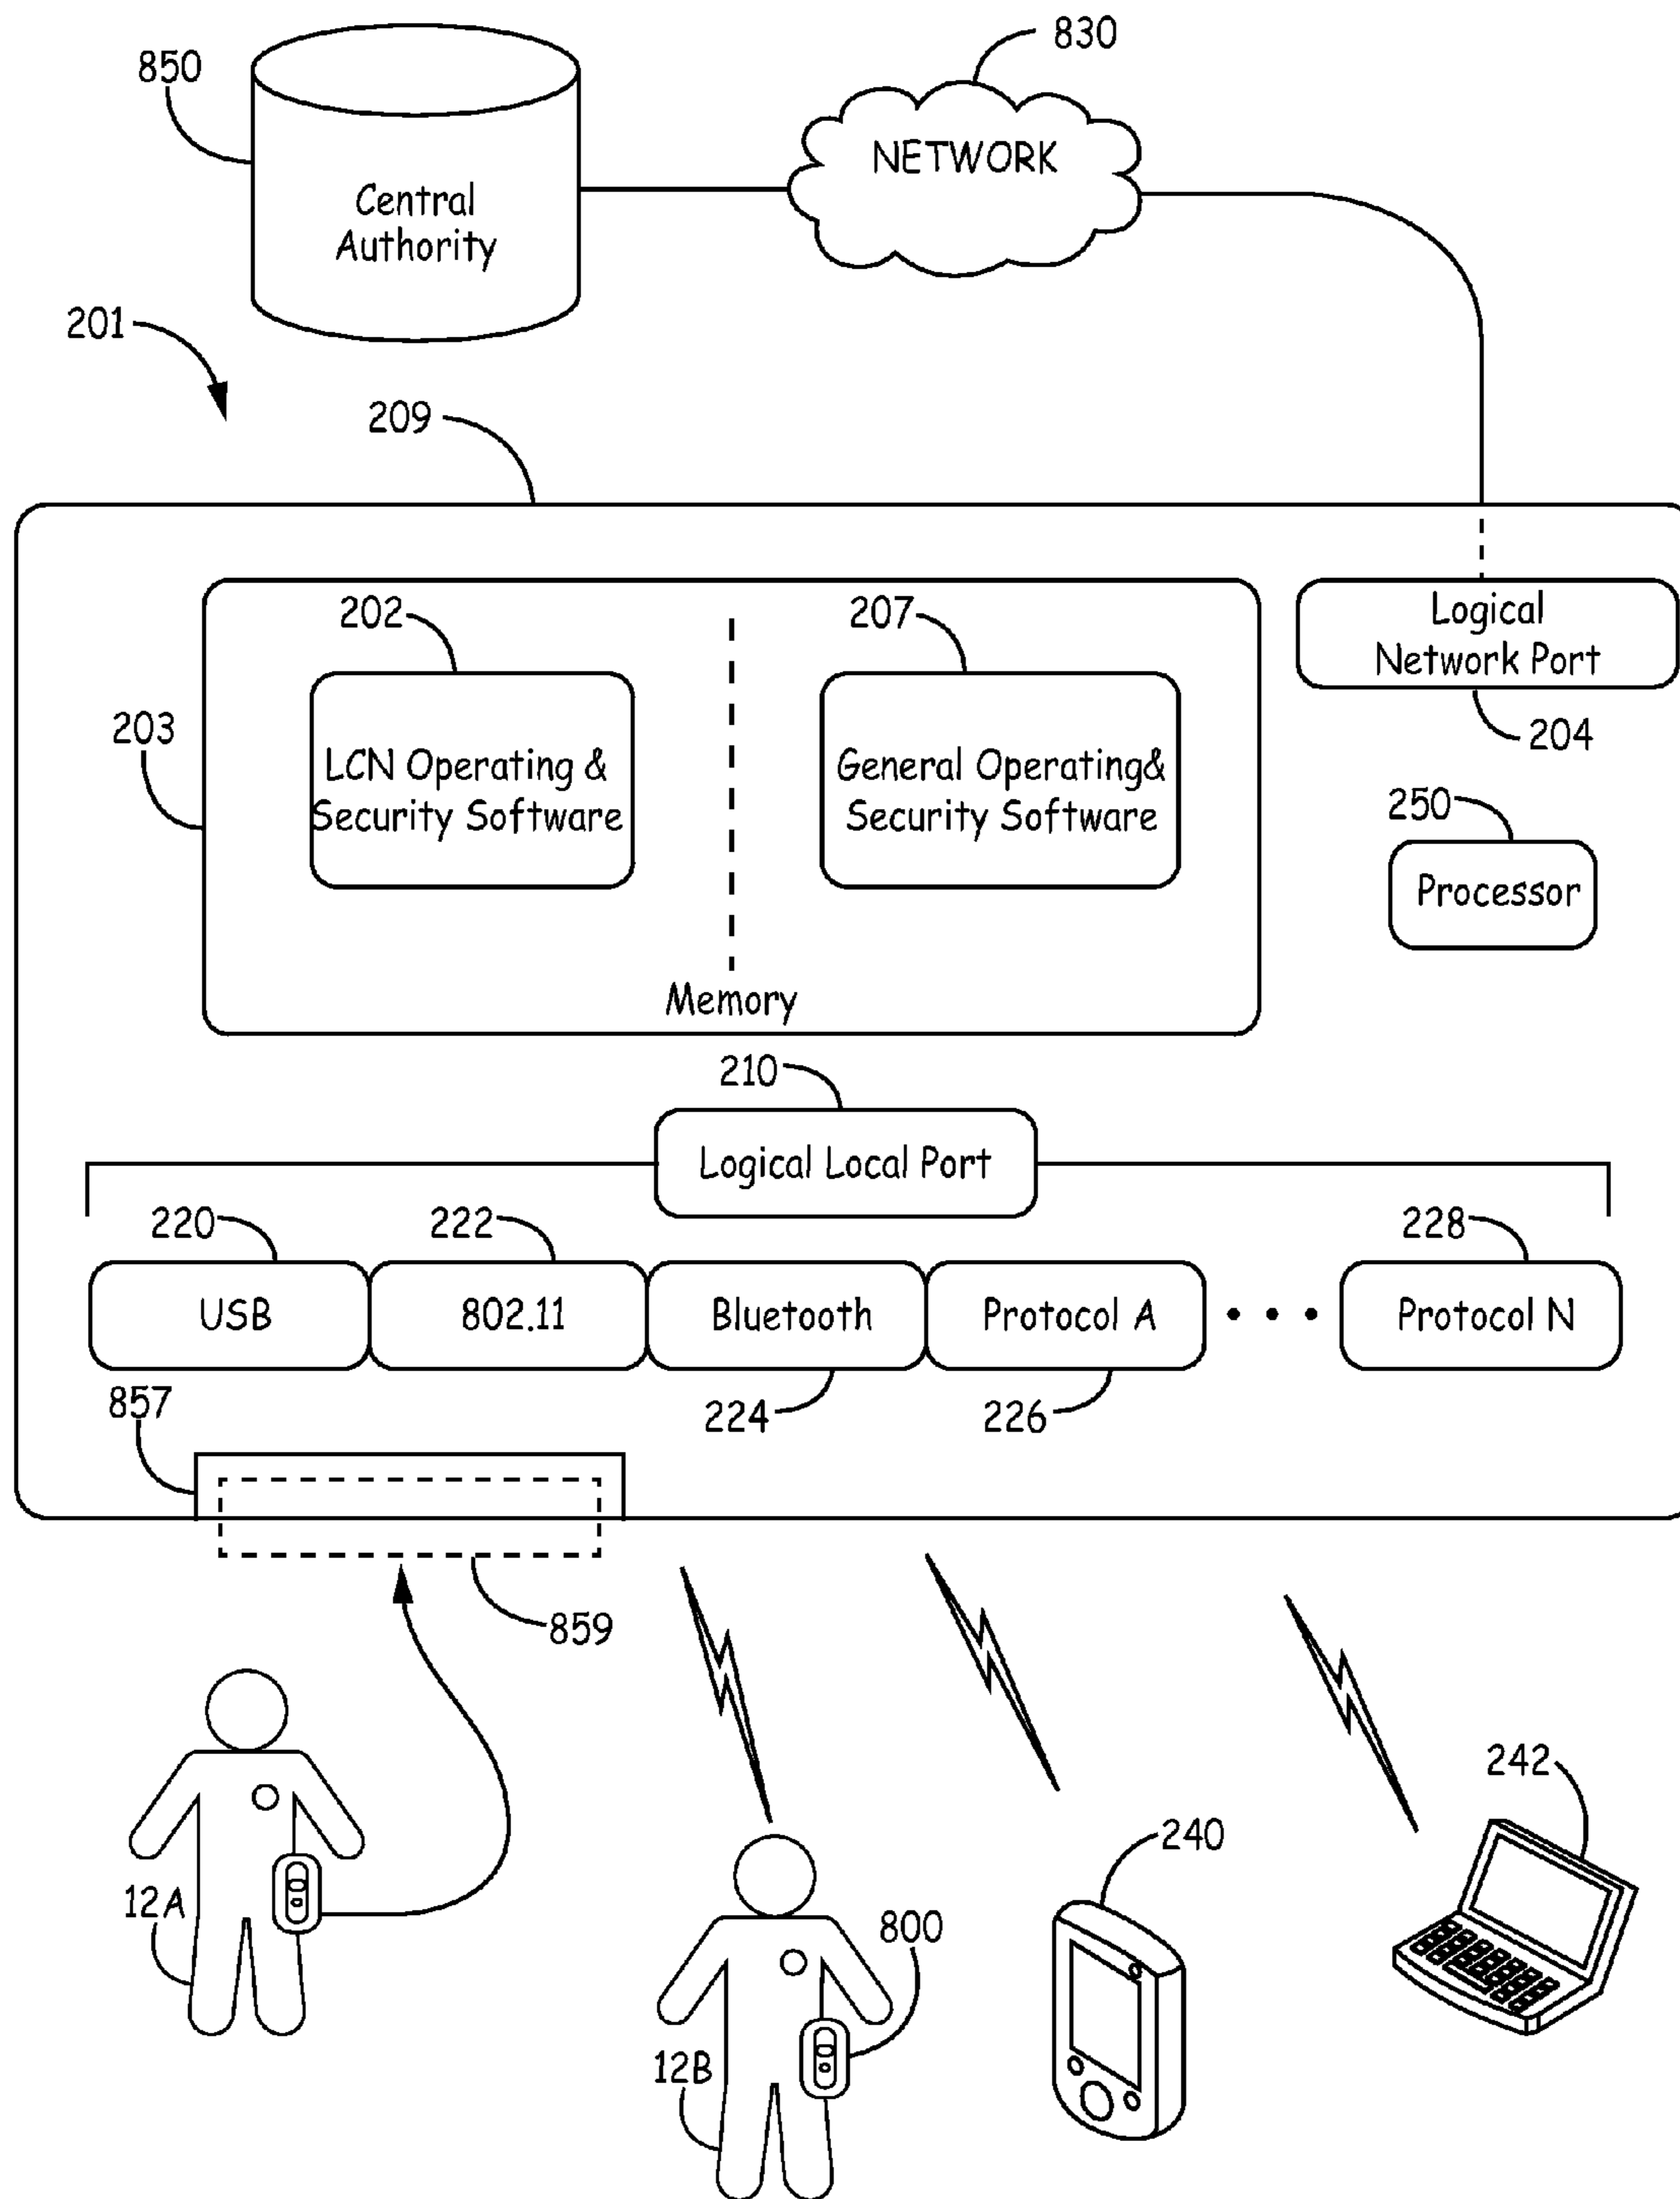 830
850
NETWORK
Central
Authority
201
209
202
207
Logical
Network Port
203
204
LCN Operating &
Security Software
General Operating&
Security Software
250
Processor
Memory
210
Logical Local Port
220
222
228
USB
802.11
Bluetooth
Protocol A
• • •
Protocol N
857
224
226
859
242
240
12A
800
12B